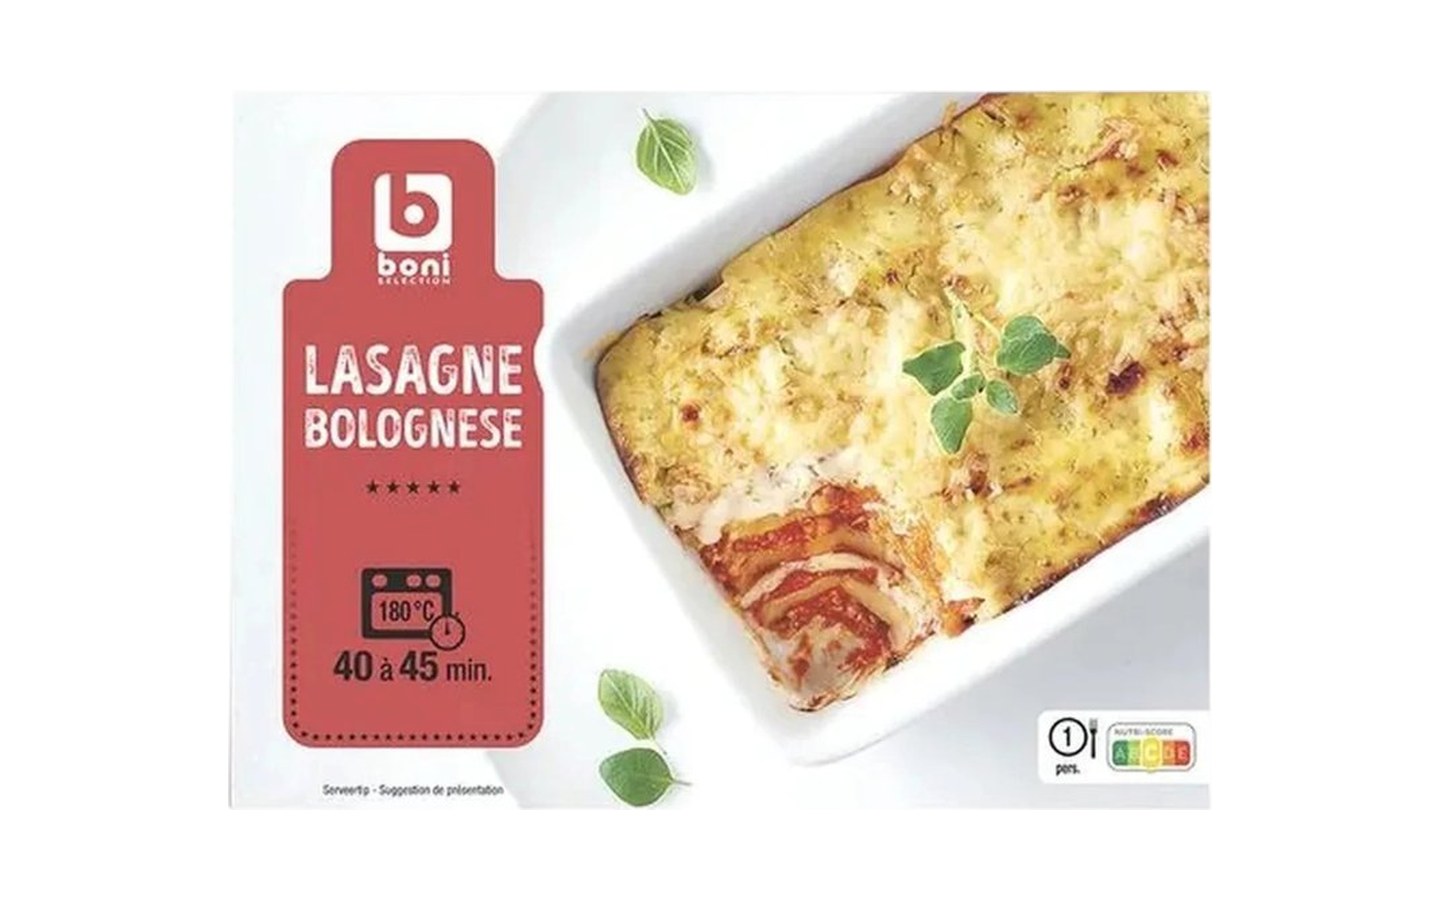 b
boni
SELECTION
LASAGNE
BOLOGNESE
180°C
40 à 45 min.
Serveertip - Suggestion de présentation
1
pers.
NUTRI-SCORE
A B C D E